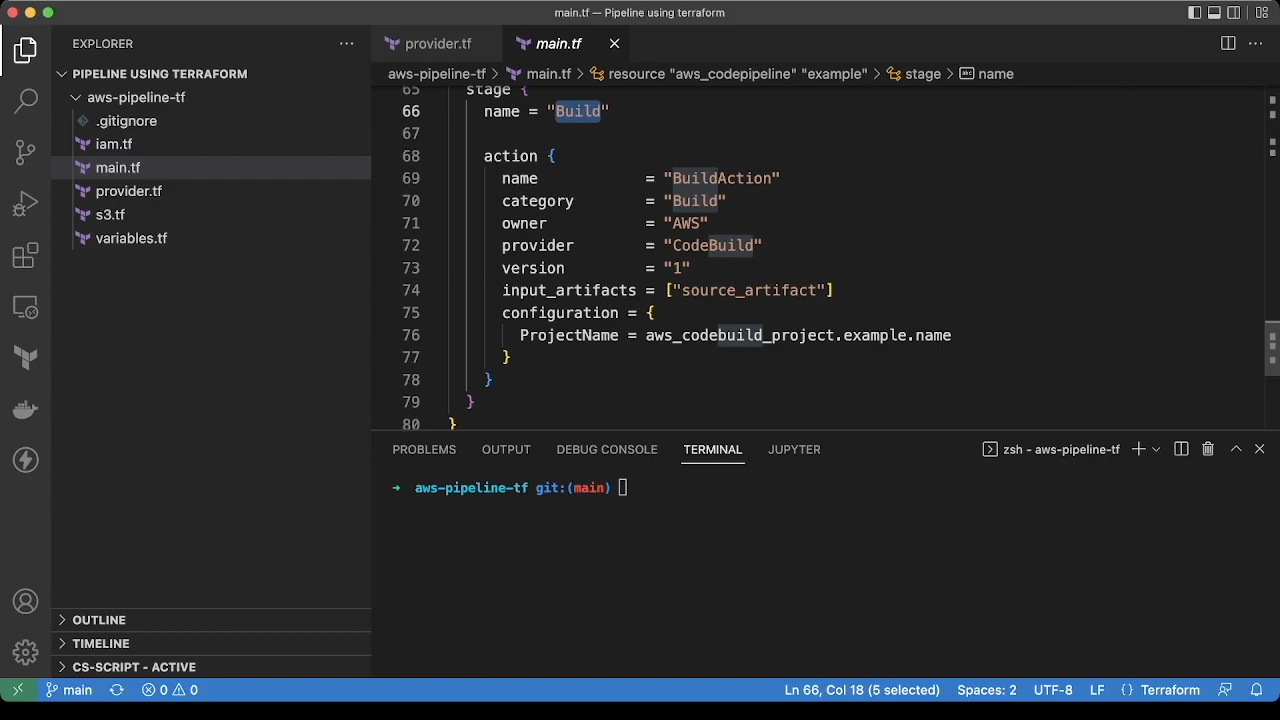 main.tf — Pipeline using terraform
EXPLORER
PIPELINE USING TERRAFORM
aws-pipeline-tf
.gitignore
iam.tf
main.tf
provider.tf
s3.tf
variables.tf
OUTLINE
TIMELINE
CS-SCRIPT - ACTIVE
provider.tf main.tf
aws-pipeline-tf > main.tf > resource "aws_codepipeline" "example" > stage > name
65 stage {
66 name = "Build"
67
68 action {
69 name = "BuildAction"
70 category = "Build"
71 owner = "AWS"
72 provider = "CodeBuild"
73 version = "1"
74 input_artifacts = ["source_artifact"]
75 configuration = {
76 ProjectName = aws_codebuild_project.example.name
77 }
78 }
79 }
80 }
PROBLEMS OUTPUT DEBUG CONSOLE TERMINAL JUPYTER zsh - aws-pipeline-tf
→ aws-pipeline-tf git:(main)
main 0 0 Ln 66, Col 18 (5 selected) Spaces: 2 UTF-8 LF {} Terraform